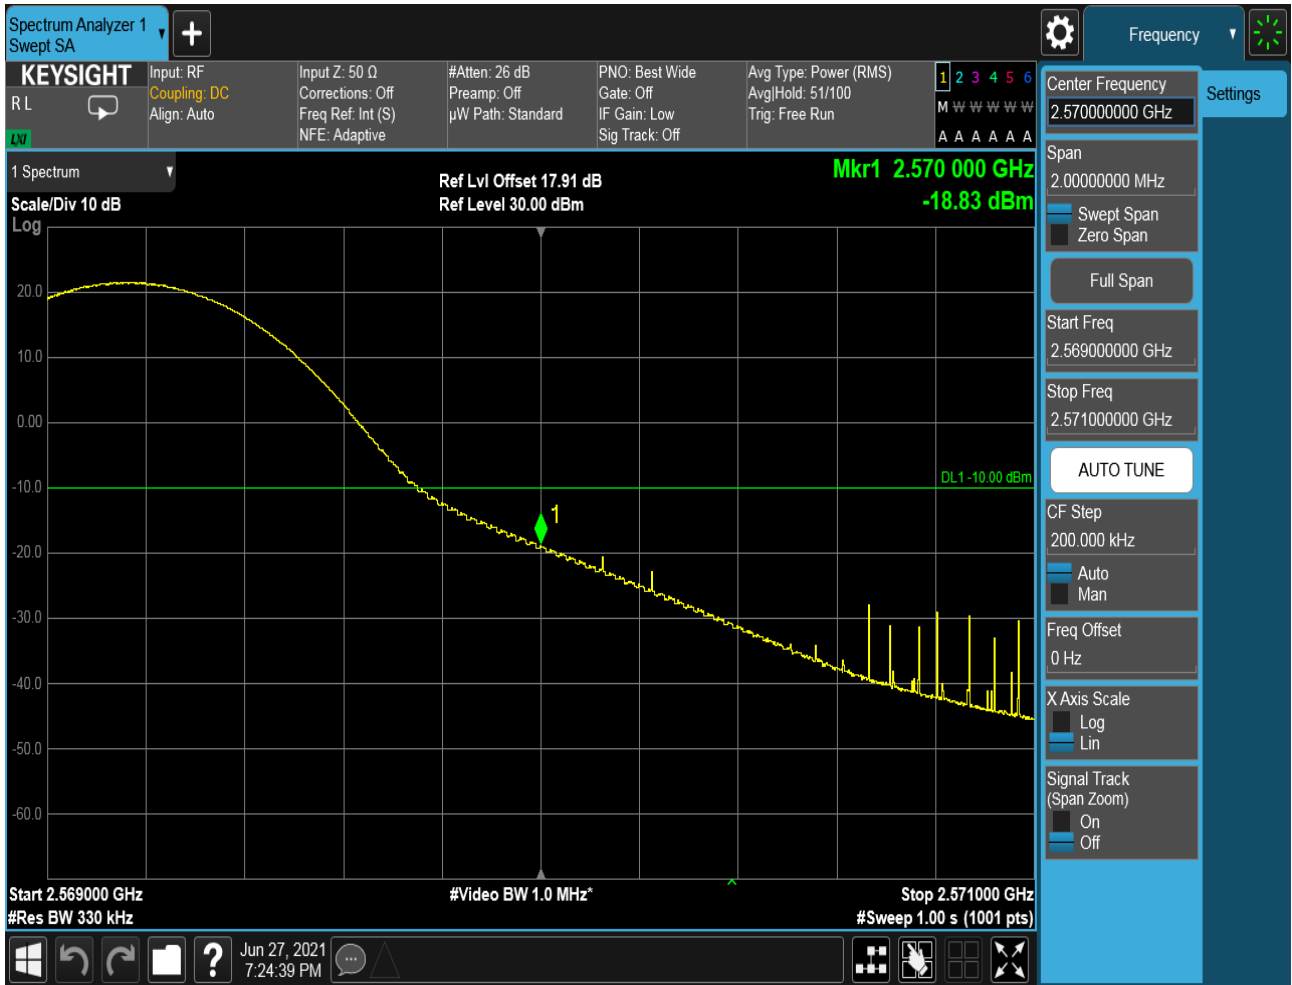 Spectrum Analyzer 1
Swept SA
Frequency
KEYSIGHT
R L
LXI
Input: RF
Coupling: DC
Align: Auto
Input Z: 50 Ω
Corrections: Off
Freq Ref: Int (S)
NFE: Adaptive
#Atten: 26 dB
Preamp: Off
µW Path: Standard
PNO: Best Wide
Gate: Off
IF Gain: Low
Sig Track: Off
Avg Type: Power (RMS)
Avg|Hold: 51/100
Trig: Free Run
1 2 3 4 5 6
M W W W W W
A A A A A A
1 Spectrum
Scale/Div 10 dB
Log
Ref Lvl Offset 17.91 dB
Ref Level 30.00 dBm
Mkr1 2.570 000 GHz
-18.83 dBm
20.0
10.0
0.00
-10.0
-20.0
-30.0
-40.0
-50.0
-60.0
DL1 -10.00 dBm
1
Start 2.569000 GHz
#Res BW 330 kHz
#Video BW 1.0 MHz*
Stop 2.571000 GHz
#Sweep 1.00 s (1001 pts)
Center Frequency
2.570000000 GHz
Settings
Span
2.00000000 MHz
Swept Span
Zero Span
Full Span
Start Freq
2.569000000 GHz
Stop Freq
2.571000000 GHz
AUTO TUNE
CF Step
200.000 kHz
Auto
Man
Freq Offset
0 Hz
X Axis Scale
Log
Lin
Signal Track
(Span Zoom)
On
Off
?
Jun 27, 2021
7:24:39 PM